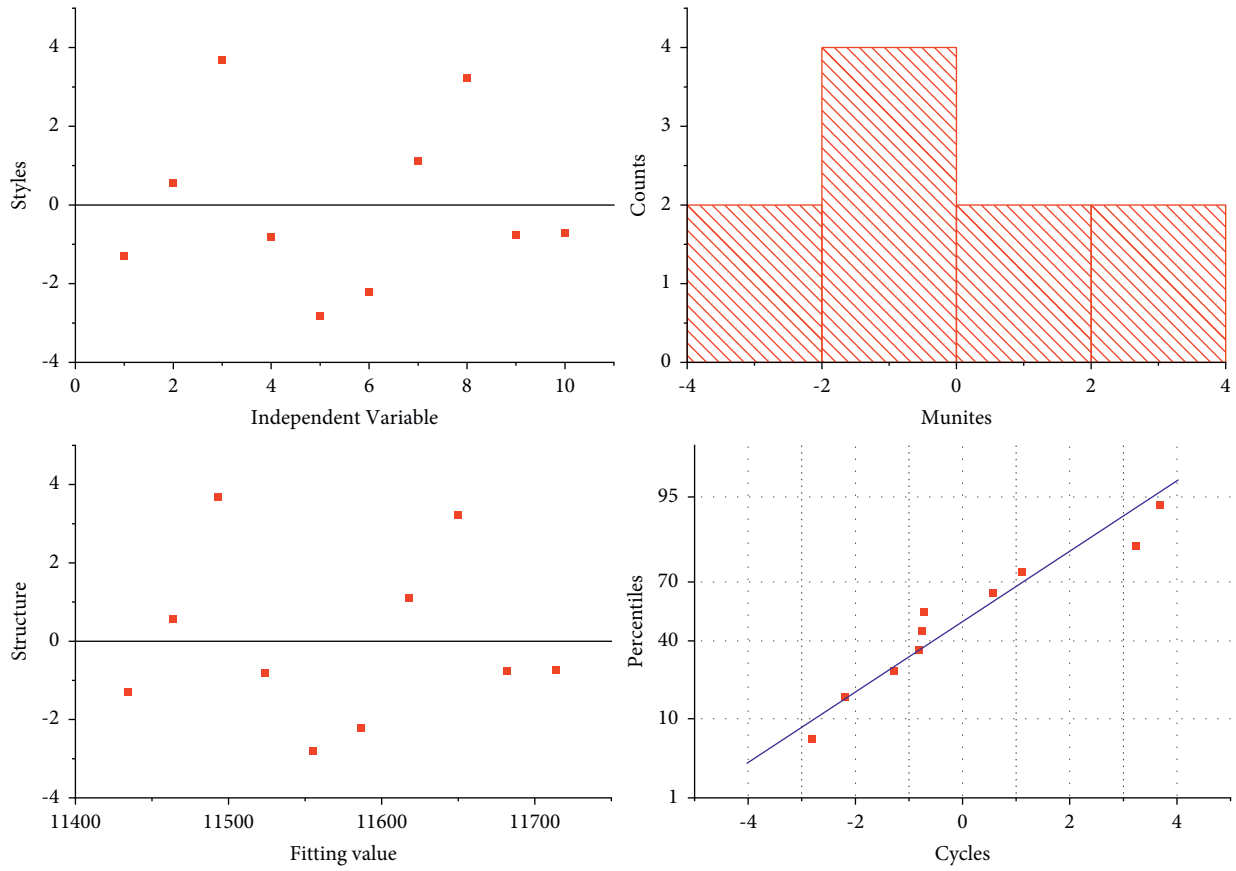 Styles
4
2
0
-2
-4
0 2 4 6 8 10
Independent Variable
Counts
4
3
2
1
0
-4 -2 0 2 4
Munites
Structure
4
2
0
-2
-4
11400 11500 11600 11700
Fitting value
Percentiles
95
70
40
10
1
-4 -2 0 2 4
Cycles